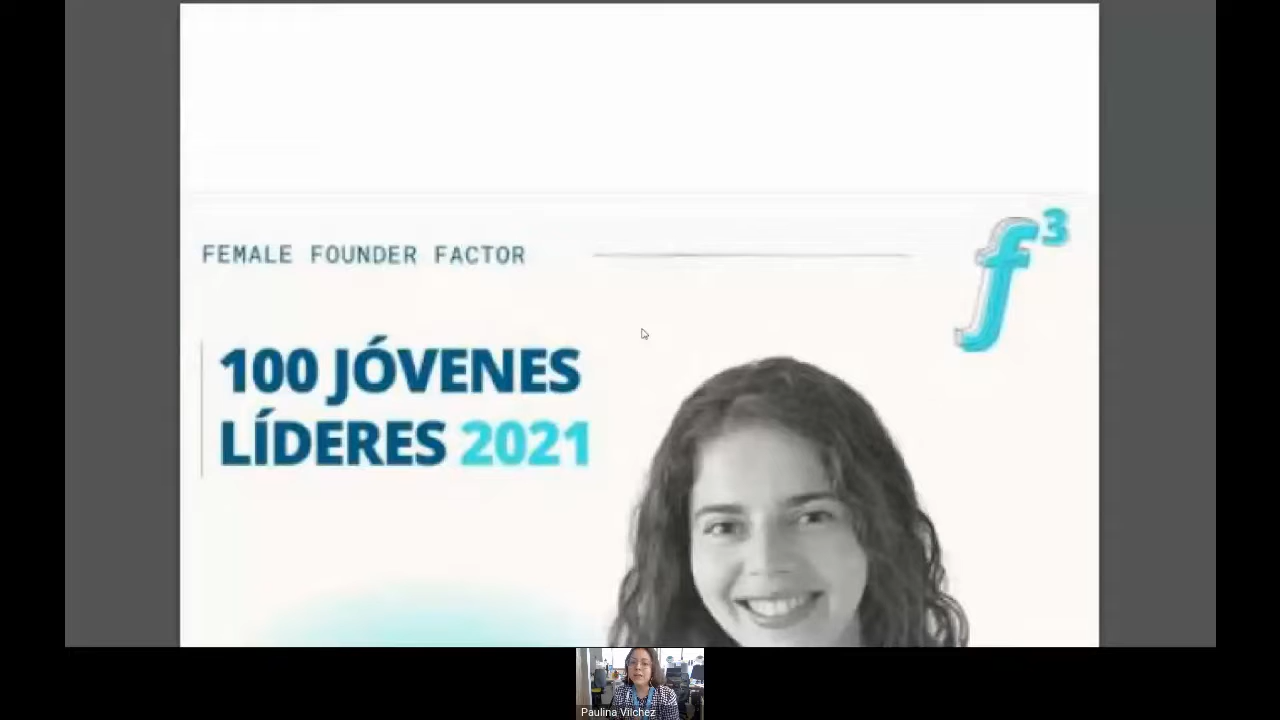 FEMALE FOUNDER FACTOR
f³
100 JÓVENES
LÍDERES 2021
Paulina Vilchez